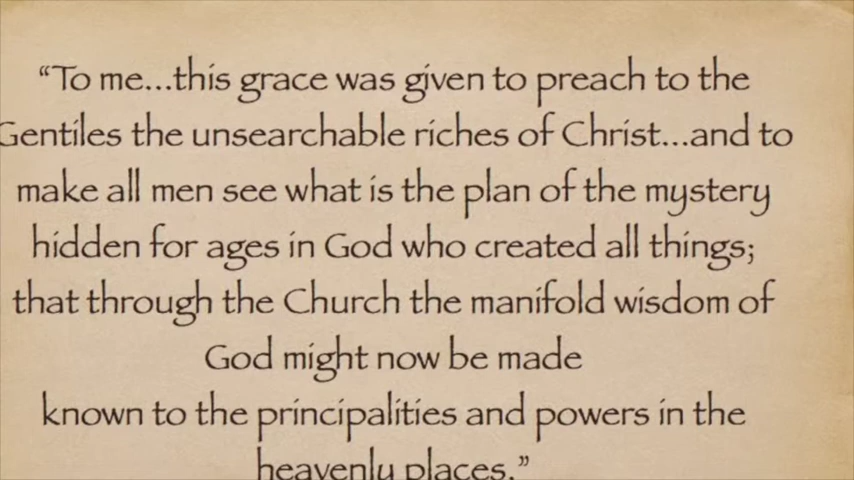 “To me...this grace was given to preach to the
Gentiles the unsearchable riches of Christ...and to
make all men see what is the plan of the mystery
hidden for ages in God who created all things;
that through the Church the manifold wisdom of
God might now be made
known to the principalities and powers in the
heavenly places.”